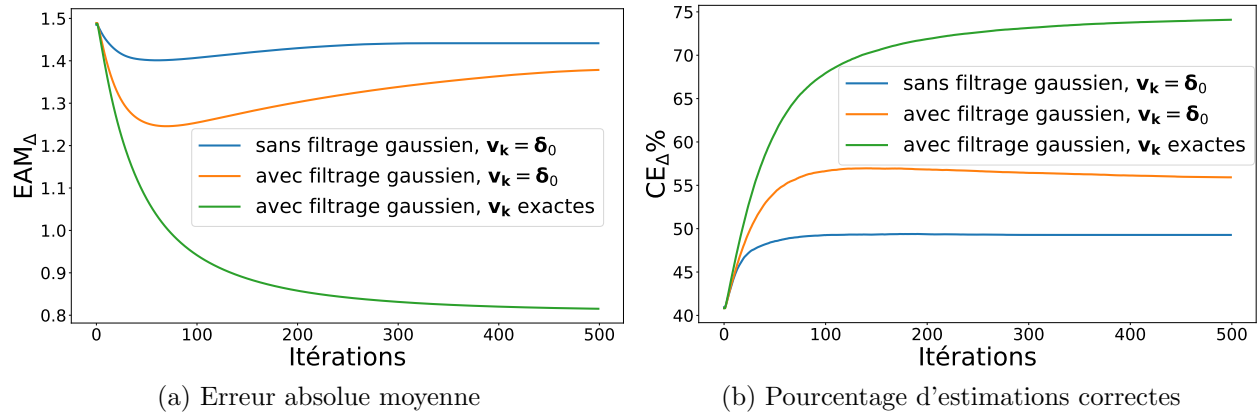 1.5
1.4
1.3
1.2
1.1
1.0
0.9
0.8
EAM_Δ
sans filtrage gaussien, v_k = δ_0
avec filtrage gaussien, v_k = δ_0
avec filtrage gaussien, v_k exactes
0 100 200 300 400 500
Itérations
(a) Erreur absolue moyenne
75
70
65
60
55
50
45
40
CE_Δ%
sans filtrage gaussien, v_k = δ_0
avec filtrage gaussien, v_k = δ_0
avec filtrage gaussien, v_k exactes
0 100 200 300 400 500
Itérations
(b) Pourcentage d'estimations correctes